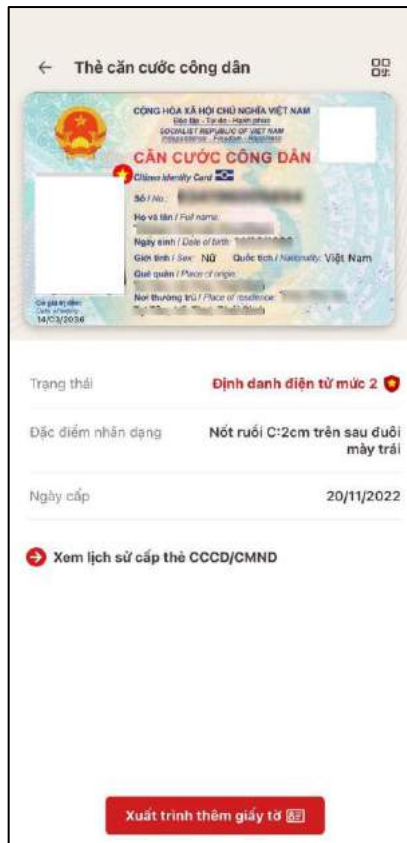 Thẻ căn cước công dân
CỘNG HÒA XÃ HỘI CHỦ NGHĨA VIỆT NAM
Độc lập - Tự do - Hạnh phúc
SOCIALIST REPUBLIC OF VIET NAM
Independence - Freedom - Happiness
CĂN CƯỚC CÔNG DÂN
Citizen Identity Card
Số / No.:
Họ và tên / Full name:
Ngày sinh / Date of birth:
Giới tính / Sex: Nữ Quốc tịch / Nationality: Việt Nam
Quê quán / Place of origin:
Nơi thường trú / Place of residence:
Có giá trị đến:
Date of expiry:
14/03/2036
Trạng thái Định danh điện tử mức 2
Đặc điểm nhân dạng Nốt ruồi C:2cm trên sau đuôi
mày trái
Ngày cấp 20/11/2022
Xem lịch sử cấp thẻ CCCD/CMND
Xuất trình thêm giấy tờ